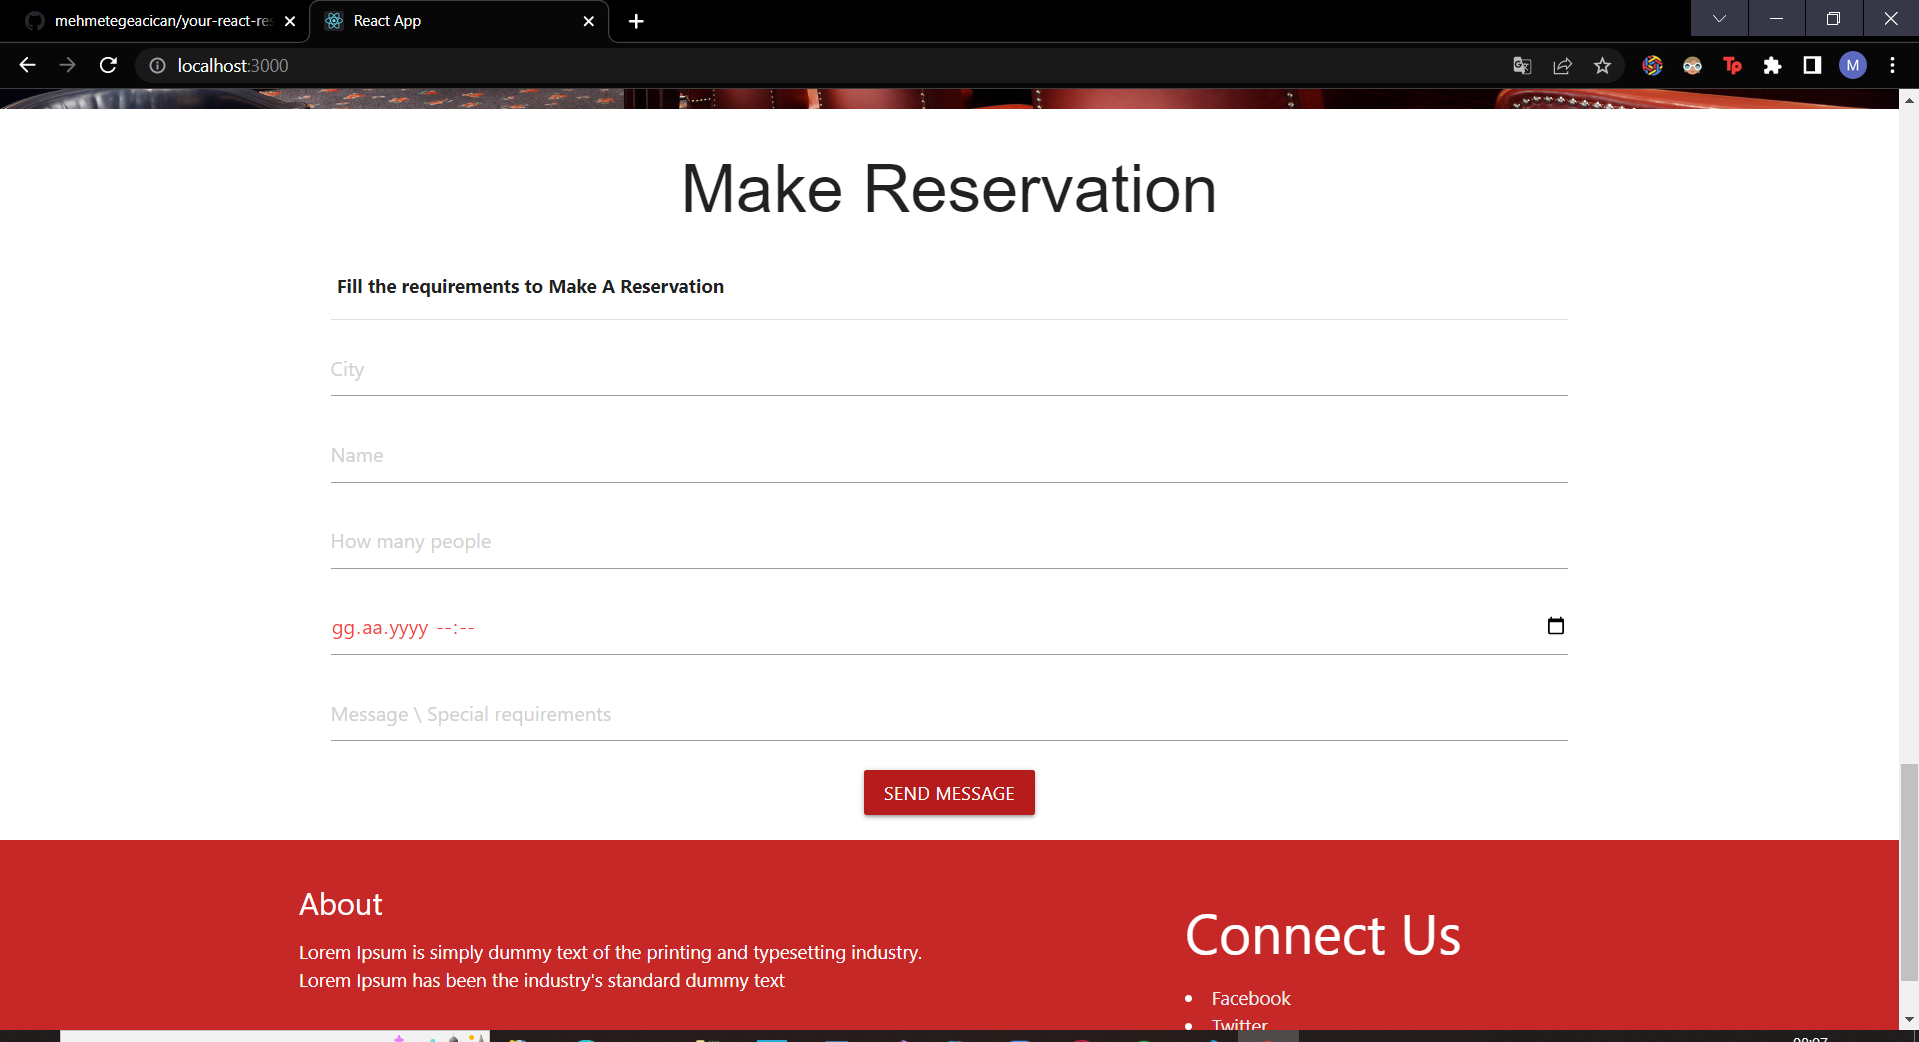 mehmetegeacican/your-react-res
React App
localhost:3000
M
Make Reservation
Fill the requirements to Make A Reservation
City
Name
How many people
gg.aa.yyyy --:--
Message \ Special requirements
SEND MESSAGE
About
Lorem Ipsum is simply dummy text of the printing and typesetting industry.
Lorem Ipsum has been the industry's standard dummy text
Connect Us
Facebook
Twitter